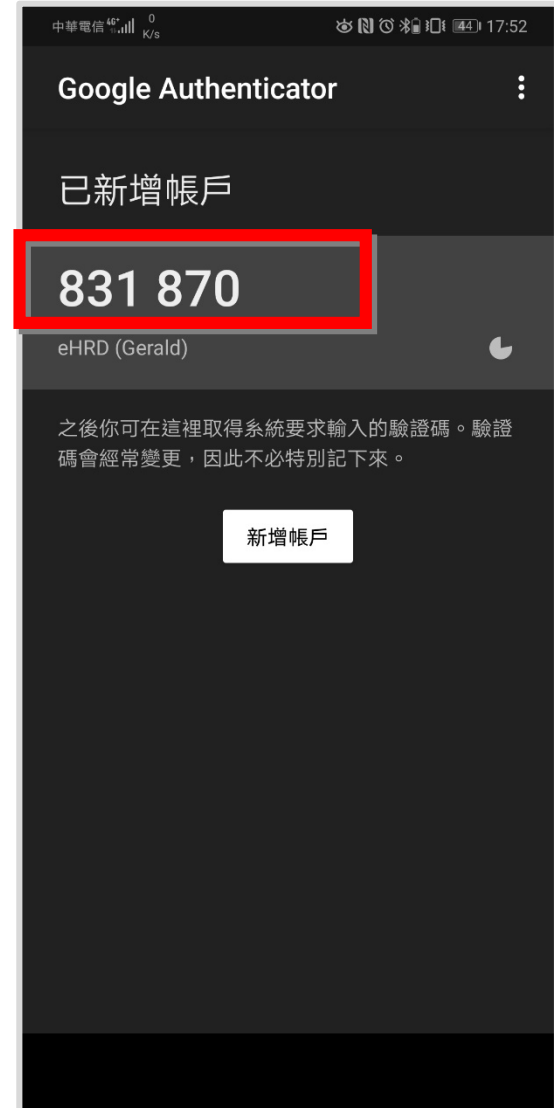 中華電信 4G 0 K/s 44 17:52
Google Authenticator
已新增帳戶
831 870
eHRD (Gerald)
之後你可在這裡取得系統要求輸入的驗證碼。驗證
碼會經常變更，因此不必特別記下來。
新增帳戶